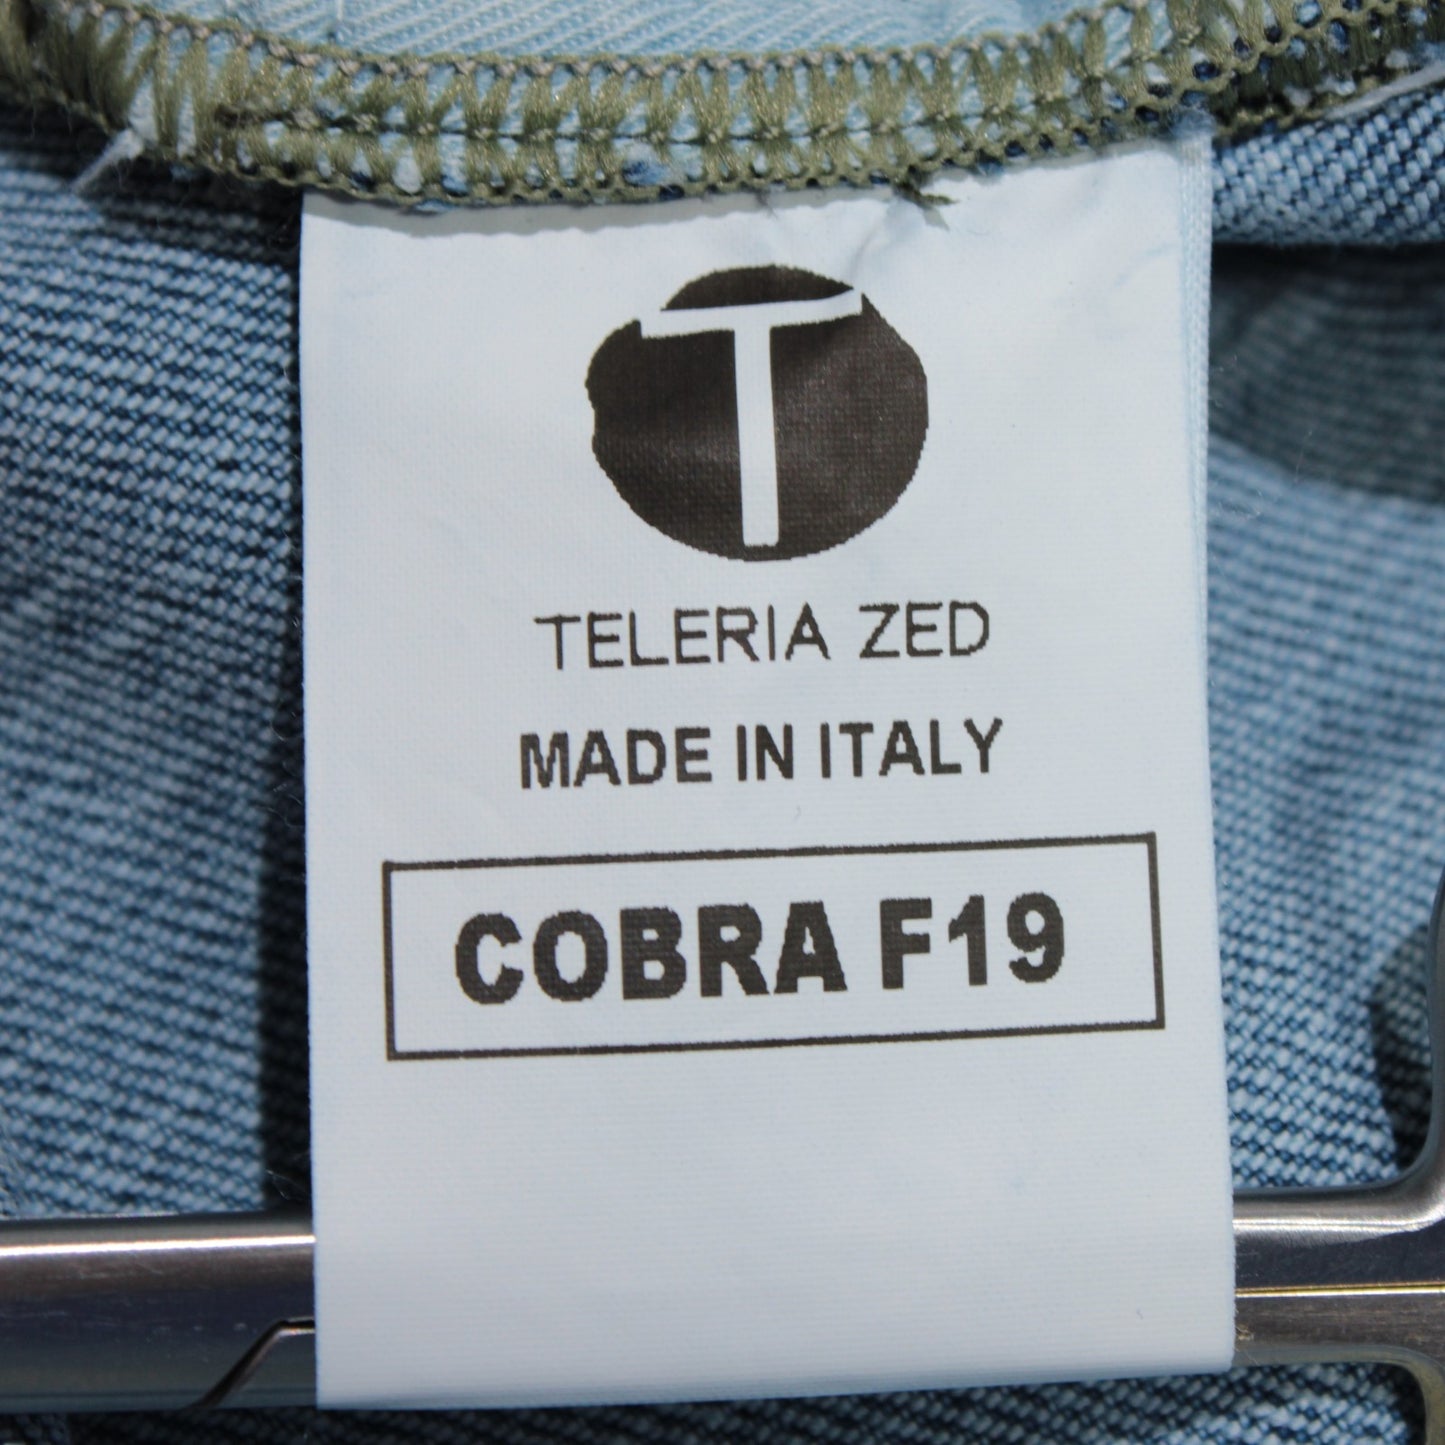 T
TELERIA ZED
MADE IN ITALY
COBRA F19